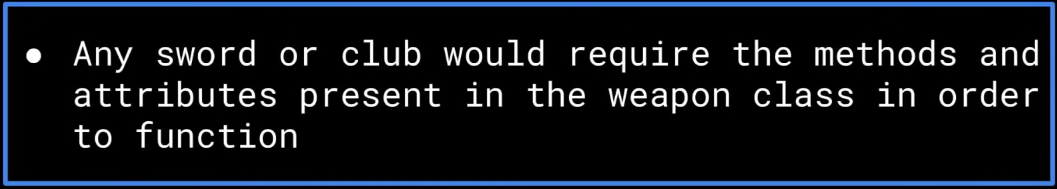 ● Any sword or club would require the methods and
attributes present in the weapon class in order
to function